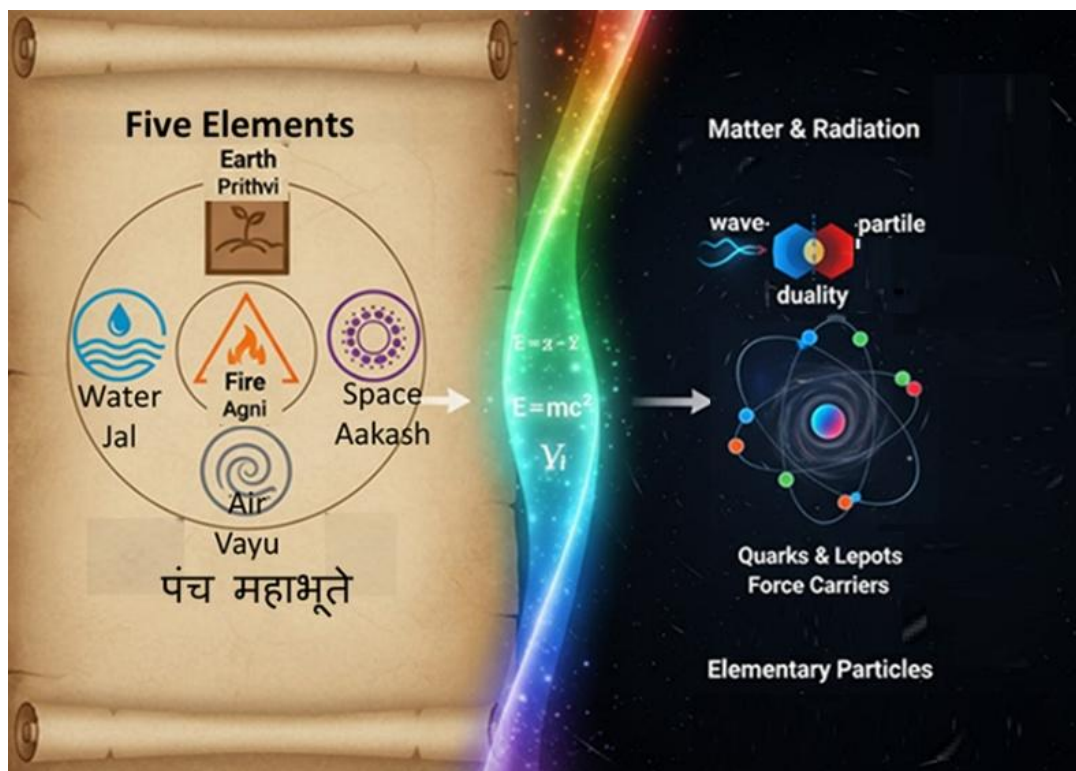 Five Elements
Earth
Prithvi
Water
Jal
Fire
Agni
Space
Aakash
Air
Vayu
पंच महाभूते
E=mc²
Matter & Radiation
wave
partile
duality
Quarks & Lepots
Force Carriers
Elementary Particles